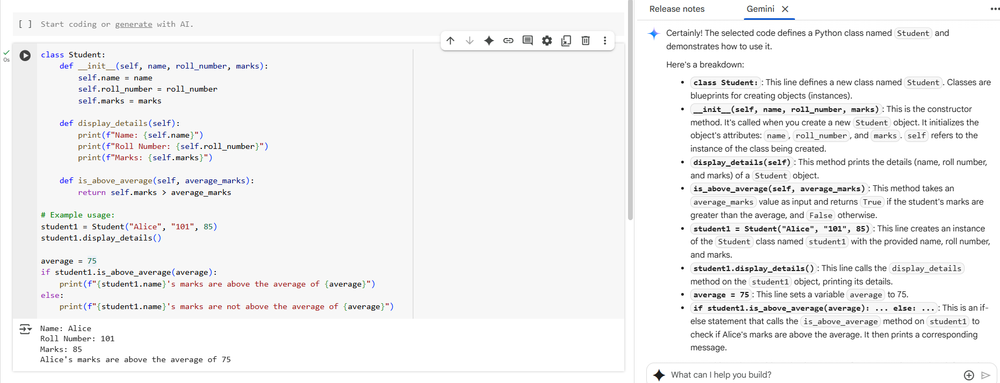 [ ] Start coding or generate with AI.
0s
class Student:
    def __init__(self, name, roll_number, marks):
        self.name = name
        self.roll_number = roll_number
        self.marks = marks
    def display_details(self):
        print(f"Name: {self.name}")
        print(f"Roll Number: {self.roll_number}")
        print(f"Marks: {self.marks}")
    def is_above_average(self, average_marks):
        return self.marks > average_marks
# Example usage:
student1 = Student("Alice", "101", 85)
student1.display_details()
average = 75
if student1.is_above_average(average):
    print(f"{student1.name}'s marks are above the average of {average}")
else:
    print(f"{student1.name}'s marks are not above the average of {average}")
Name: Alice
Roll Number: 101
Marks: 85
Alice's marks are above the average of 75
Release notes
Gemini
Certainly! The selected code defines a Python class named Student and
demonstrates how to use it.
Here's a breakdown:
• class Student:: This line defines a new class named Student. Classes are
blueprints for creating objects (instances).
• __init__(self, name, roll_number, marks): This is the constructor
method. It's called when you create a new Student object. It initializes the
object's attributes: name, roll_number, and marks. self refers to the
instance of the class being created.
• display_details(self): This method prints the details (name, roll number,
and marks) of a Student object.
• is_above_average(self, average_marks): This method takes an
average_marks value as input and returns True if the student's marks are
greater than the average, and False otherwise.
• student1 = Student("Alice", "101", 85): This line creates an instance
of the Student class named student1 with the provided name, roll number,
and marks.
• student1.display_details(): This line calls the display_details
method on the student1 object, printing its details.
• average = 75: This line sets a variable average to 75.
• if student1.is_above_average(average): ... else: ...: This is an if-
else statement that calls the is_above_average method on student1 to
check if Alice's marks are above the average. It then prints a corresponding
message.
What can I help you build?